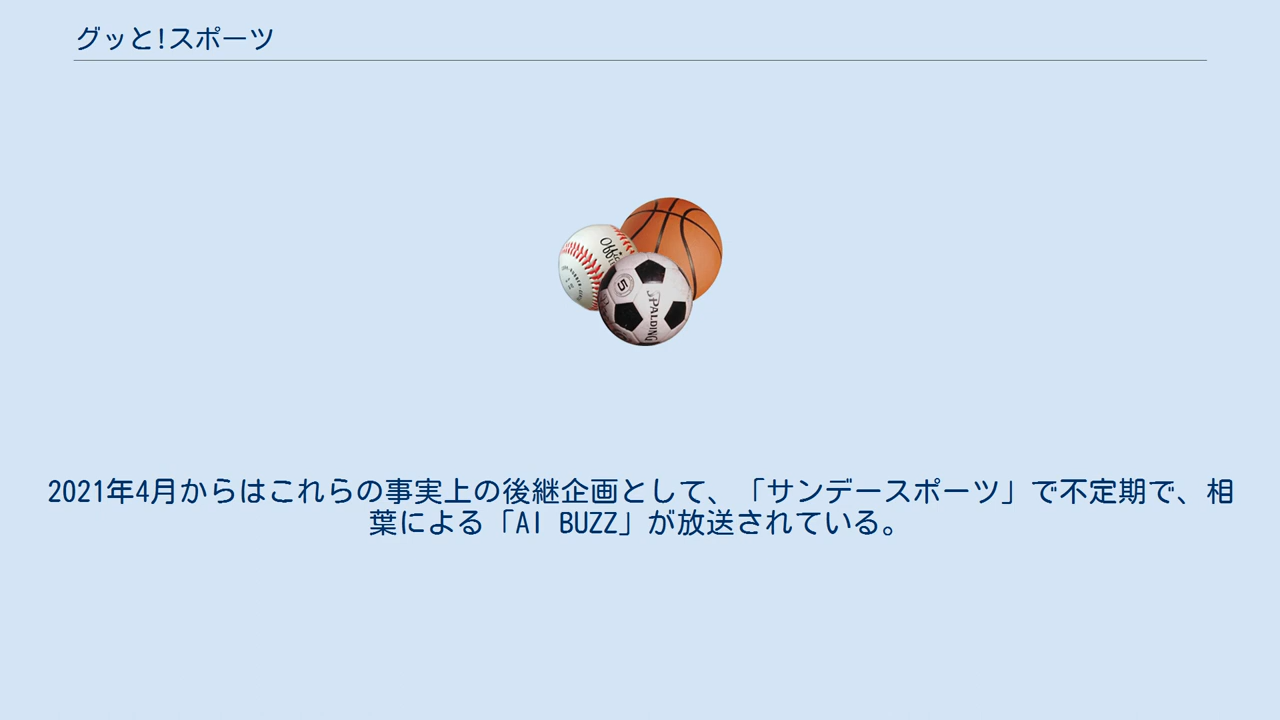 グッと!スポーツ
Offic
5
SPALDING
2021年4月からはこれらの事実上の後継企画として、「サンデースポーツ」で不定期で、相
葉による「AI BUZZ」が放送されている。